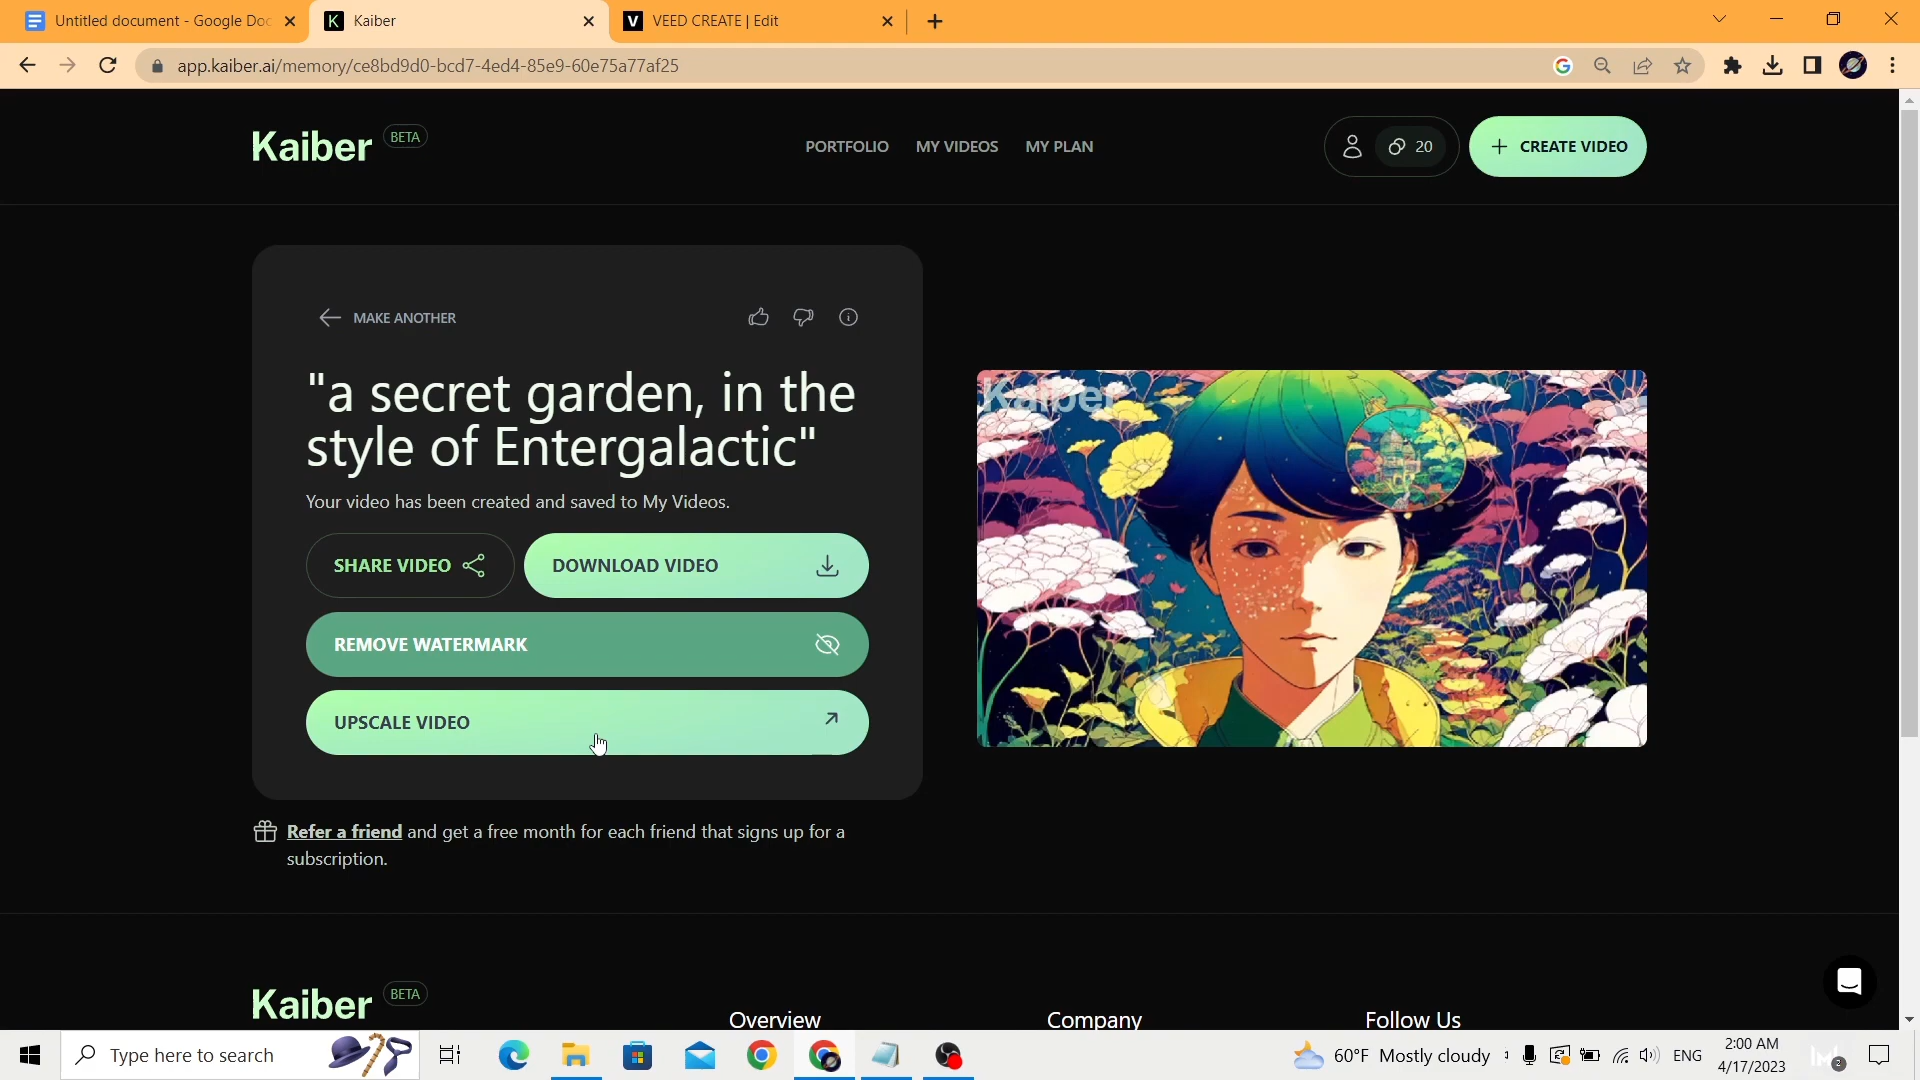 Untitled document - Google Doc
Kaiber
VEED CREATE | Edit
app.kaiber.ai/memory/ce8bd9d0-bcd7-4ed4-85e9-60e75a77af25
Kaiber BETA
PORTFOLIO MY VIDEOS MY PLAN
20
+ CREATE VIDEO
MAKE ANOTHER
"a secret garden, in the
style of Entergalactic"
Your video has been created and saved to My Videos.
SHARE VIDEO
DOWNLOAD VIDEO
REMOVE WATERMARK
UPSCALE VIDEO
Kaiber
Refer a friend and get a free month for each friend that signs up for a
subscription.
Kaiber BETA
Overview
Company
Follow Us
Type here to search
60°F Mostly cloudy
ENG
2:00 AM
4/17/2023
2